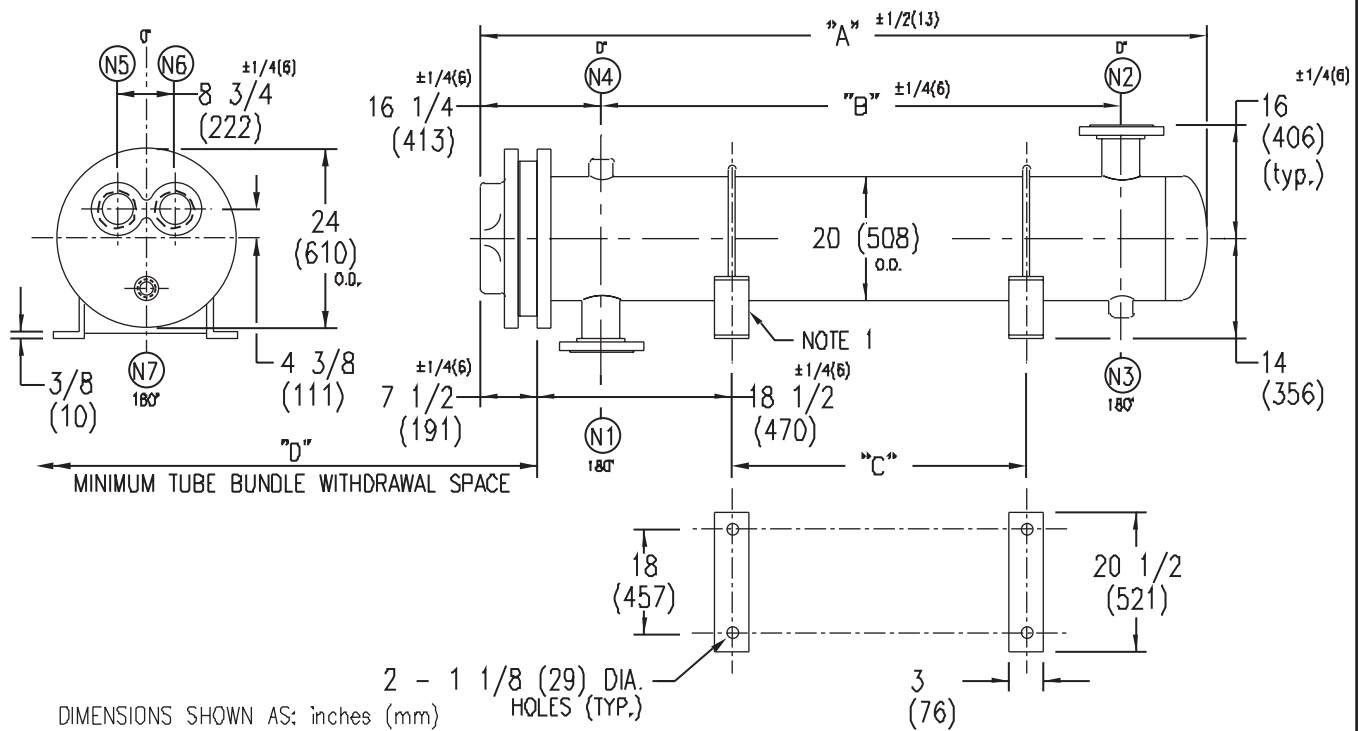 0°
N5 N6
±1/4(6)
8 3/4
(222)
24
(610)
O.D.
3/8
(10)
N7
180°
4 3/8
(111)
"A" ±1/2(13)
±1/4(6)
16 1/4
(413)
0°
N4
"B" ±1/4(6)
0°
N2
±1/4(6)
16
(406)
(typ.)
20 (508)
O.D.
NOTE 1
±1/4(6)
7 1/2
(191)
±1/4(6)
18 1/2
(470)
N1
180°
N3
180°
14
(356)
"D"
MINIMUM TUBE BUNDLE WITHDRAWAL SPACE
"C"
18
(457)
20 1/2
(521)
2 - 1 1/8 (29) DIA.
HOLES (TYP.)
3
(76)
DIMENSIONS SHOWN AS: inches (mm)